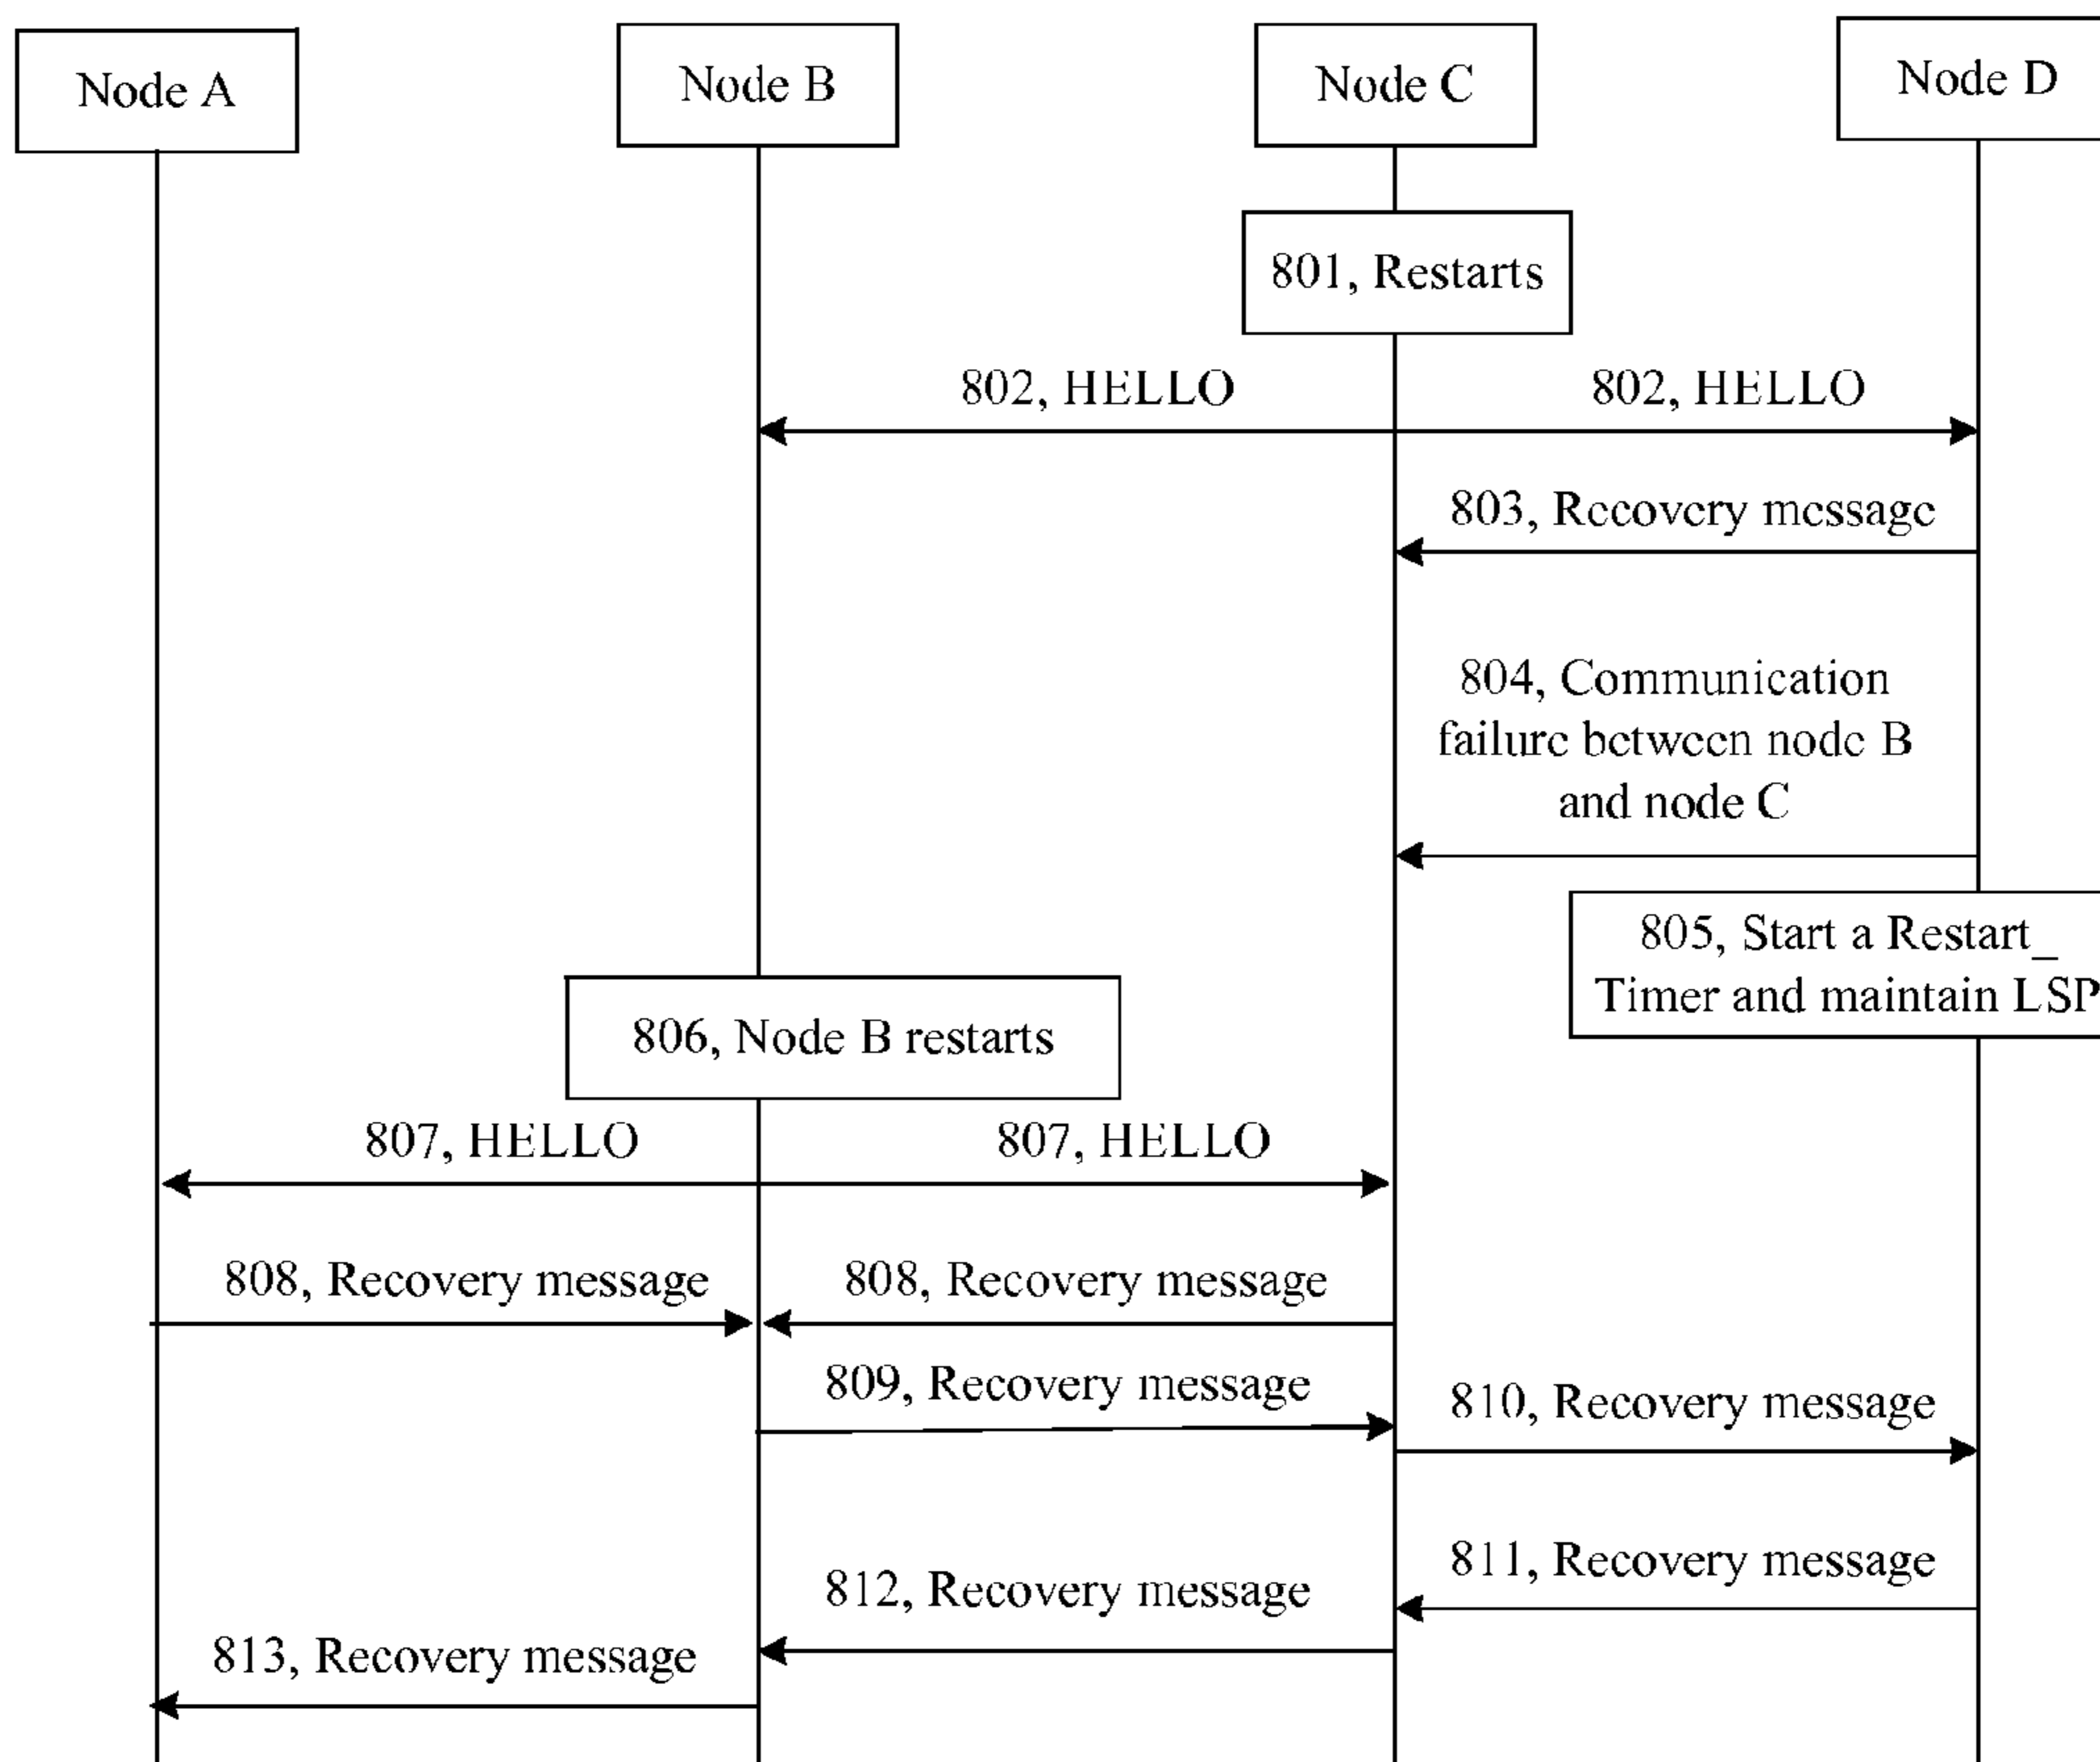 Node A
Node B
Node C
Node D
801, Restarts
802, HELLO
802, HELLO
803, Recovery message
804, Communication
failure between node B
and node C
805, Start a Restart_
Timer and maintain LSP
806, Node B restarts
807, HELLO
807, HELLO
808, Recovery message
808, Recovery message
809, Recovery message
810, Recovery message
811, Recovery message
812, Recovery message
813, Recovery message